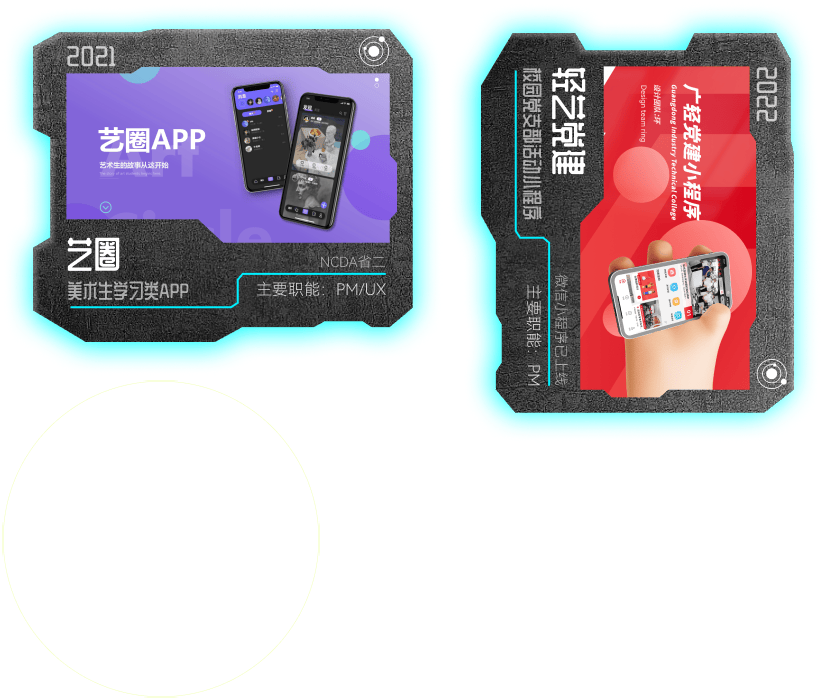 2021
艺圈APP
艺术生的故事从这开始
艺圈
美术生学习类APP
NCDA省二
主要职能：PM/UX
2022
广轻党建小程序
Guangdong Industry Technical College
设计团队:环
Design team ring
轻艺党建
校园党支部活动小程序
微信小程序已上线
主要职能：PM